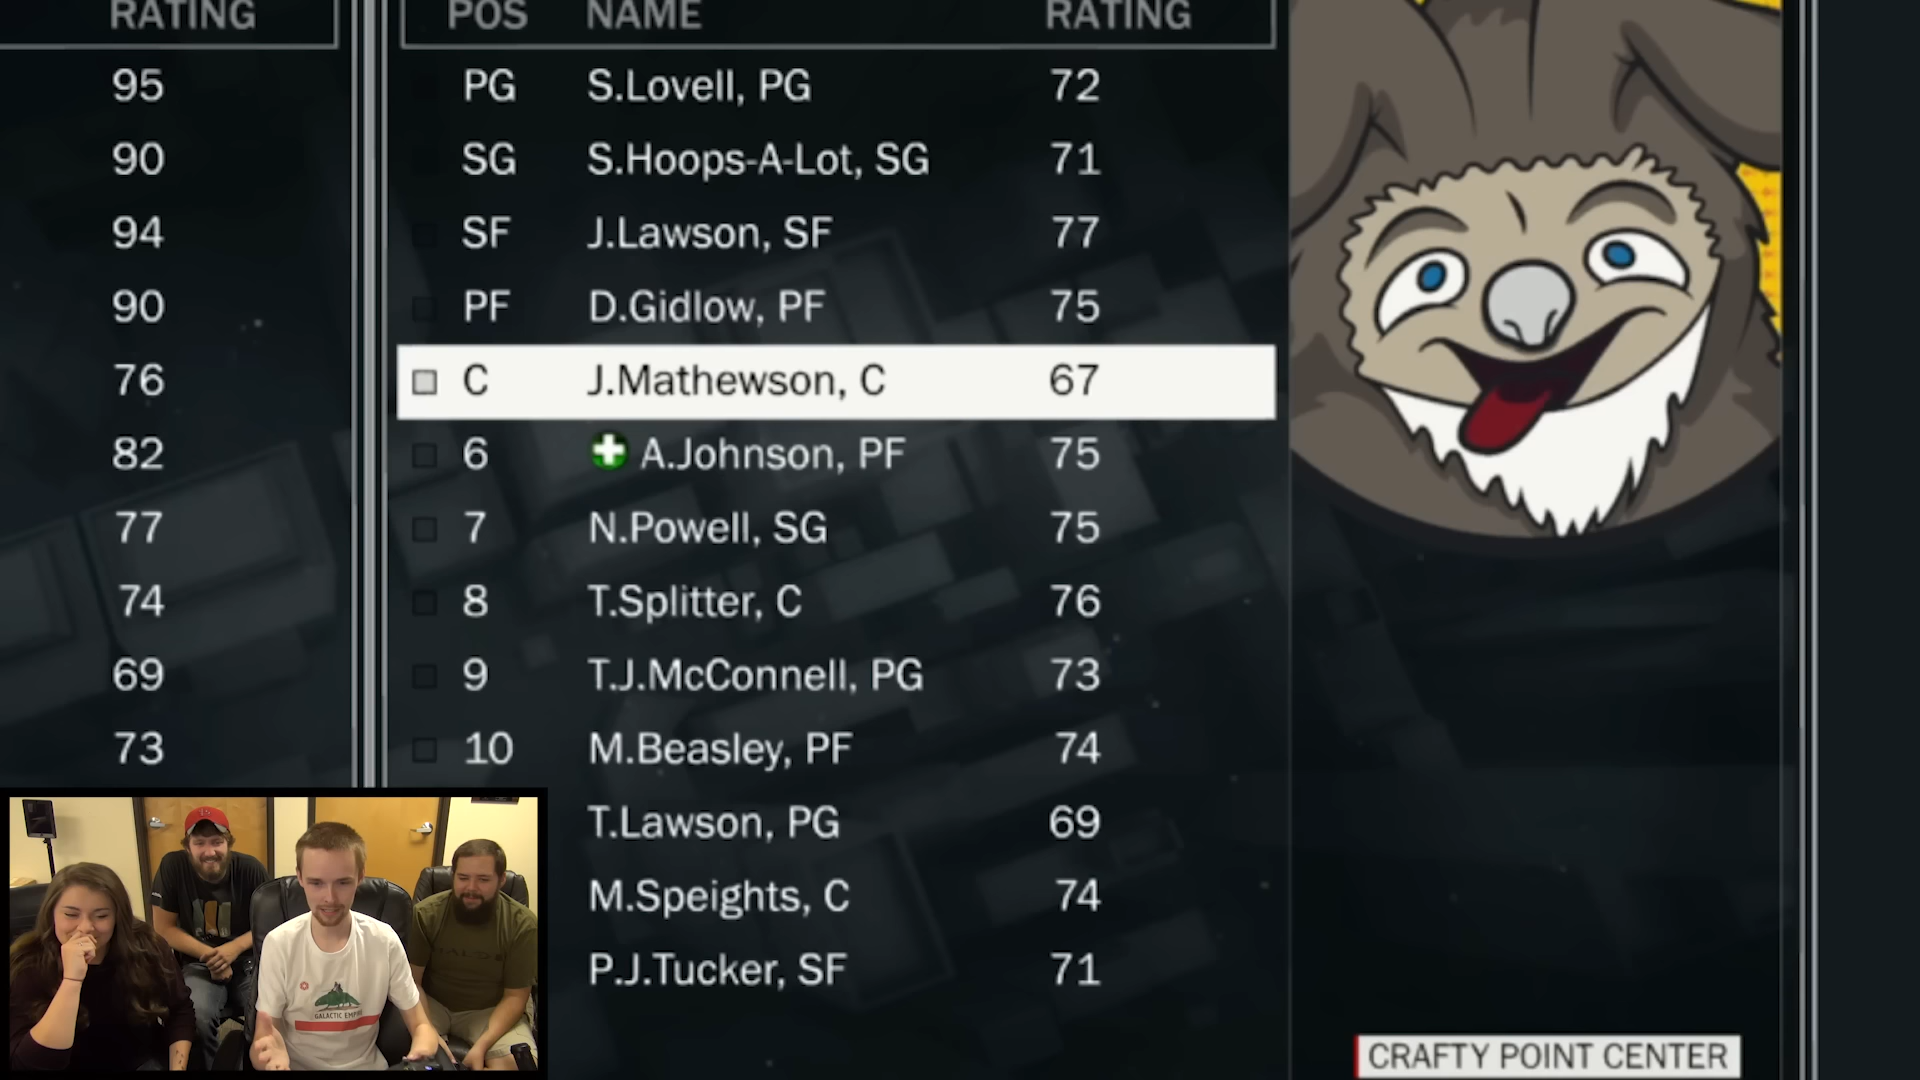 RATING
95
90
94
90
76
82
77
74
69
73
POS NAME RATING
PG S.Lovell, PG 72
SG S.Hoops-A-Lot, SG 71
SF J.Lawson, SF 77
PF D.Gidlow, PF 75
C J.Mathewson, C 67
6 A.Johnson, PF 75
7 N.Powell, SG 75
8 T.Splitter, C 76
9 T.J.McConnell, PG 73
10 M.Beasley, PF 74
T.Lawson, PG 69
M.Speights, C 74
P.J.Tucker, SF 71
CRAFTY POINT CENTER
GALACTIC EMPIRE
HALO